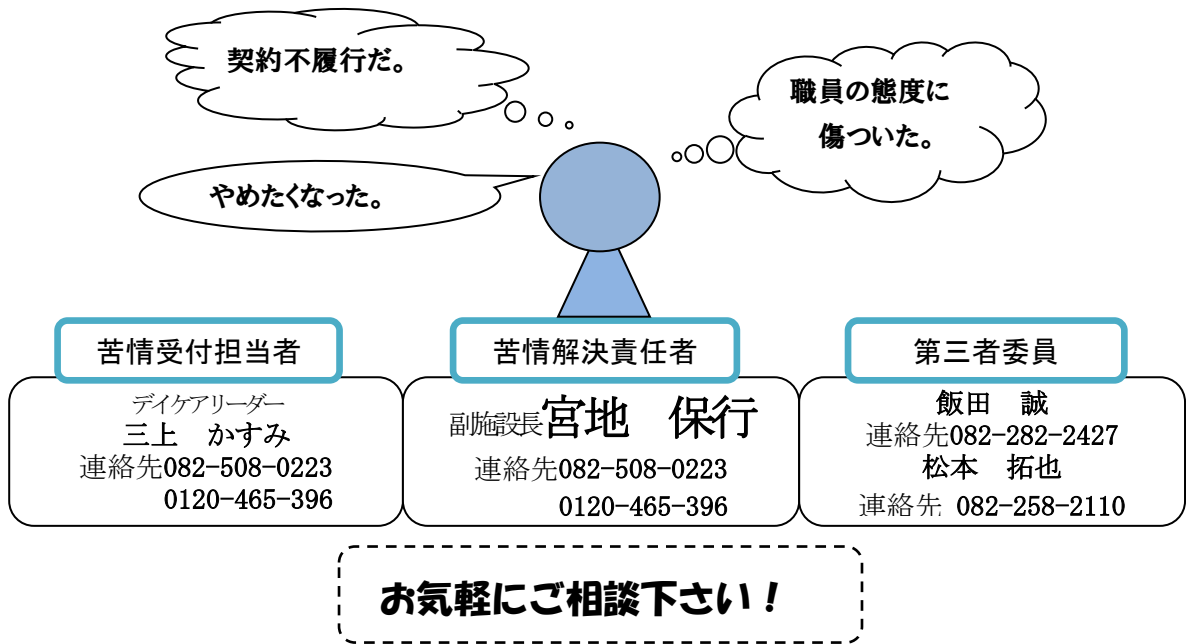 契約不履行だ。
職員の態度に
傷ついた。
やめたくなった。
苦情受付担当者
デイケアリーダー
三上　かすみ
連絡先082-508-0223
0120-465-396
苦情解決責任者
副施設長宮地　保行
連絡先082-508-0223
0120-465-396
第三者委員
飯田　誠
連絡先082-282-2427
松本　拓也
連絡先 082-258-2110
お気軽にご相談下さい！